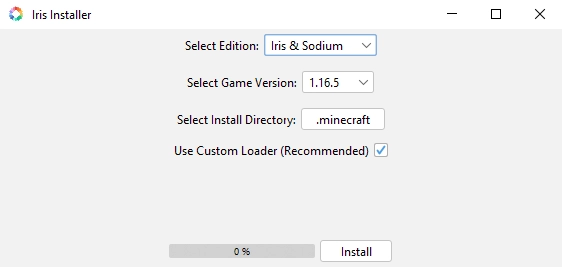 Iris Installer
Select Edition: Iris & Sodium
Select Game Version: 1.16.5
Select Install Directory: .minecraft
Use Custom Loader (Recommended)
0 % Install